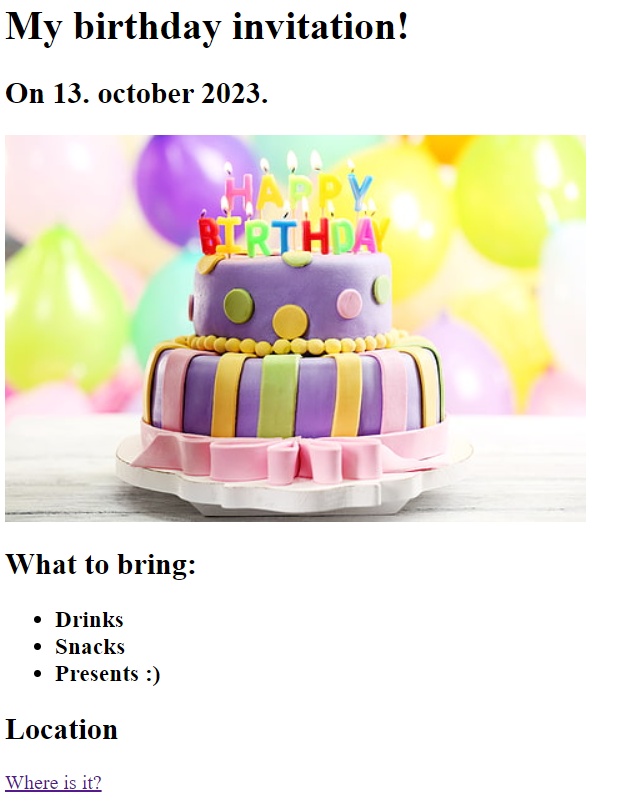 My birthday invitation!
On 13. october 2023.
HAPPY
BIRTHDAY
What to bring:
Drinks
Snacks
Presents :)
Location
Where is it?